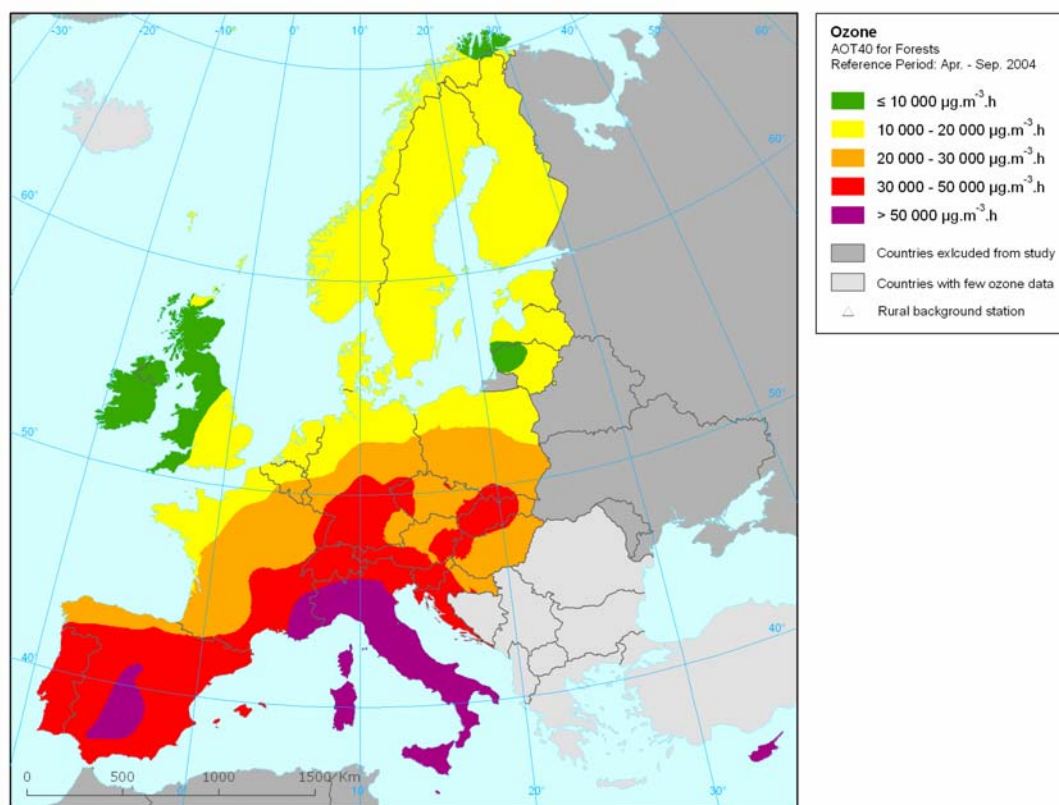 -30° -20° -10° 0° 10° 20° 30° 40° 50° 60°
Ozone
AOT40 for Forests
Reference Period: Apr. - Sep. 2004
≤ 10 000 µg.m⁻³.h
10 000 - 20 000 µg.m⁻³.h
20 000 - 30 000 µg.m⁻³.h
30 000 - 50 000 µg.m⁻³.h
> 50 000 µg.m⁻³.h
Countries exlcuded from study
Countries with few ozone data
Rural background station
60°
60°
50°
50°
40°
40°
0 500 1000 1500 Km
0° 10° 20° 30°